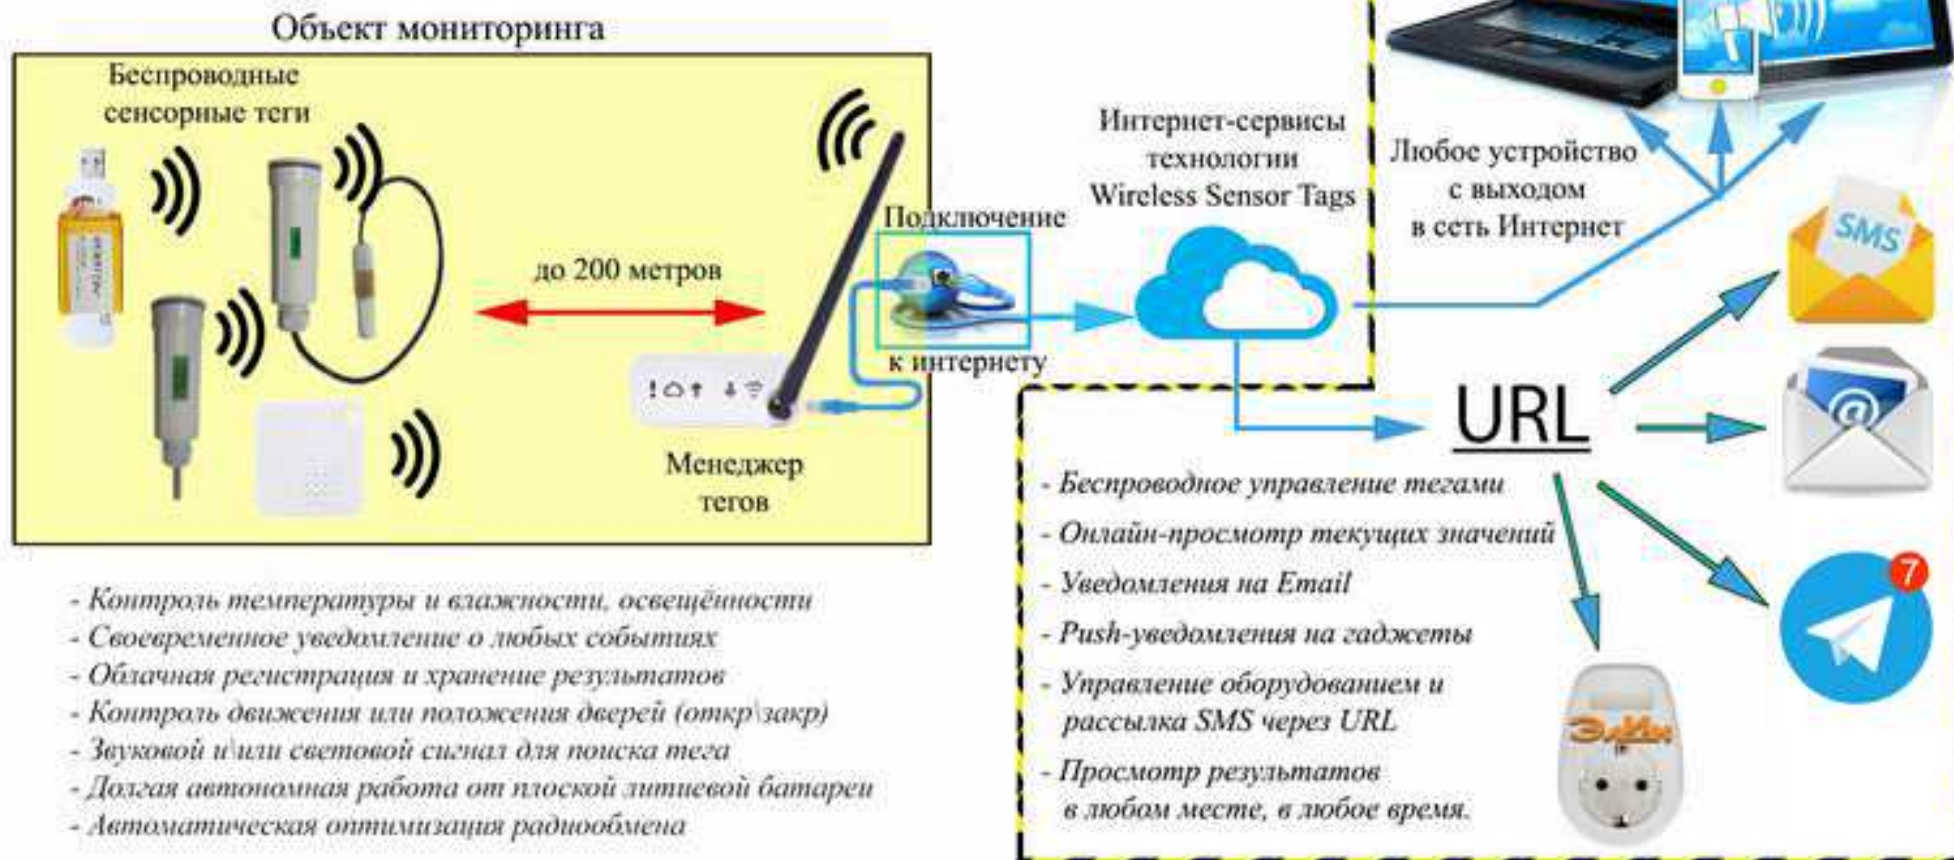 Объект мониторинга
Беспроводные
сенсорные теги
до 200 метров
Менеджер
тегов
Подключение
к интернету
Интернет-сервисы
технологии
Wireless Sensor Tags
Любое устройство
с выходом
в сеть Интернет
SMS
@
URL
7
ЭлИн
- Контроль температуры и влажности, освещённости
- Своевременное уведомление о любых событиях
- Облачная регистрация и хранение результатов
- Контроль движения или положения дверей (откр\закр)
- Звуковой и\или световой сигнал для поиска тега
- Долгая автономная работа от плоской литиевой батареи
- Автоматическая оптимизация радиообмена
- Беспроводное управление тегами
- Онлайн-просмотр текущих значений
- Уведомления на Email
- Push-уведомления на гаджеты
- Управление оборудованием и
рассылка SMS через URL
- Просмотр результатов
в любом месте, в любое время.